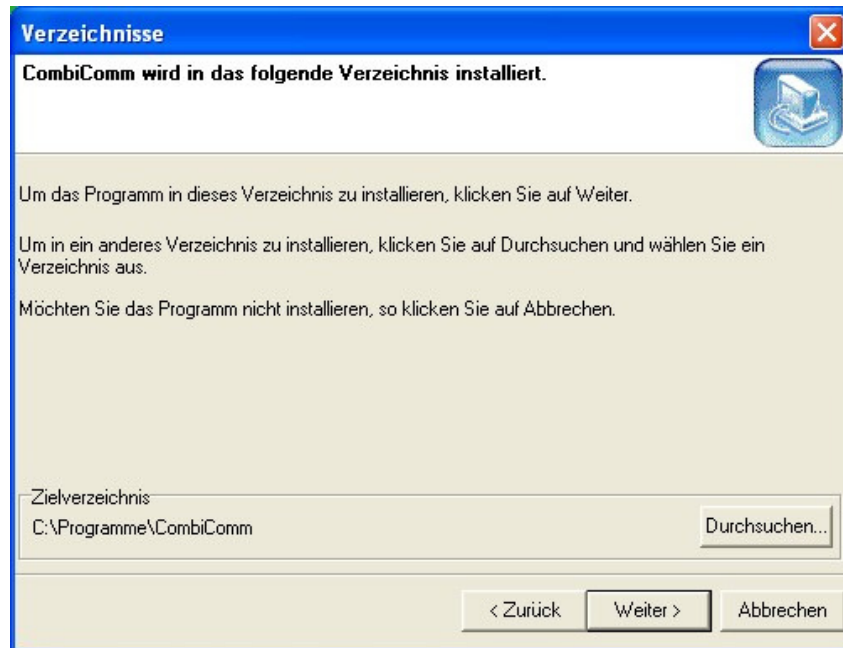 Verzeichnisse
CombiComm wird in das folgende Verzeichnis installiert.
Um das Programm in dieses Verzeichnis zu installieren, klicken Sie auf Weiter.
Um in ein anderes Verzeichnis zu installieren, klicken Sie auf Durchsuchen und wählen Sie ein
Verzeichnis aus.
Möchten Sie das Programm nicht installieren, so klicken Sie auf Abbrechen.
Zielverzeichnis
C:\Programme\CombiComm
Durchsuchen...
< Zurück
Weiter >
Abbrechen